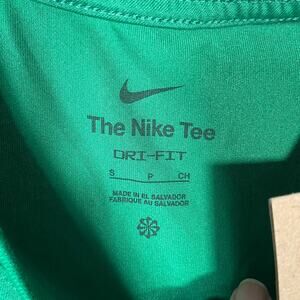 The Nike Tee
DRI-FIT
S P CH
MADE IN EL SALVADOR
FABRIQUÉ AU SALVADOR